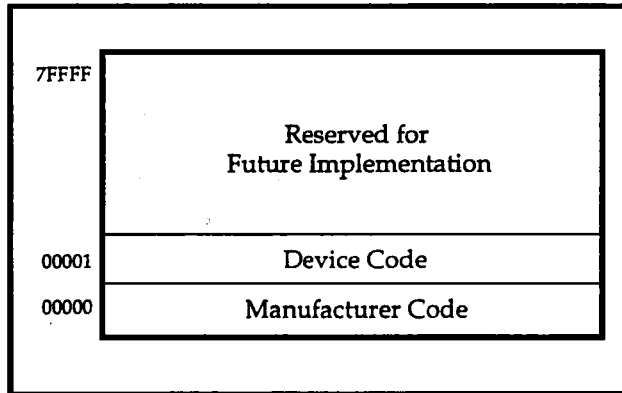 7FFFF
Reserved for
Future Implementation
00001 Device Code
00000 Manufacturer Code